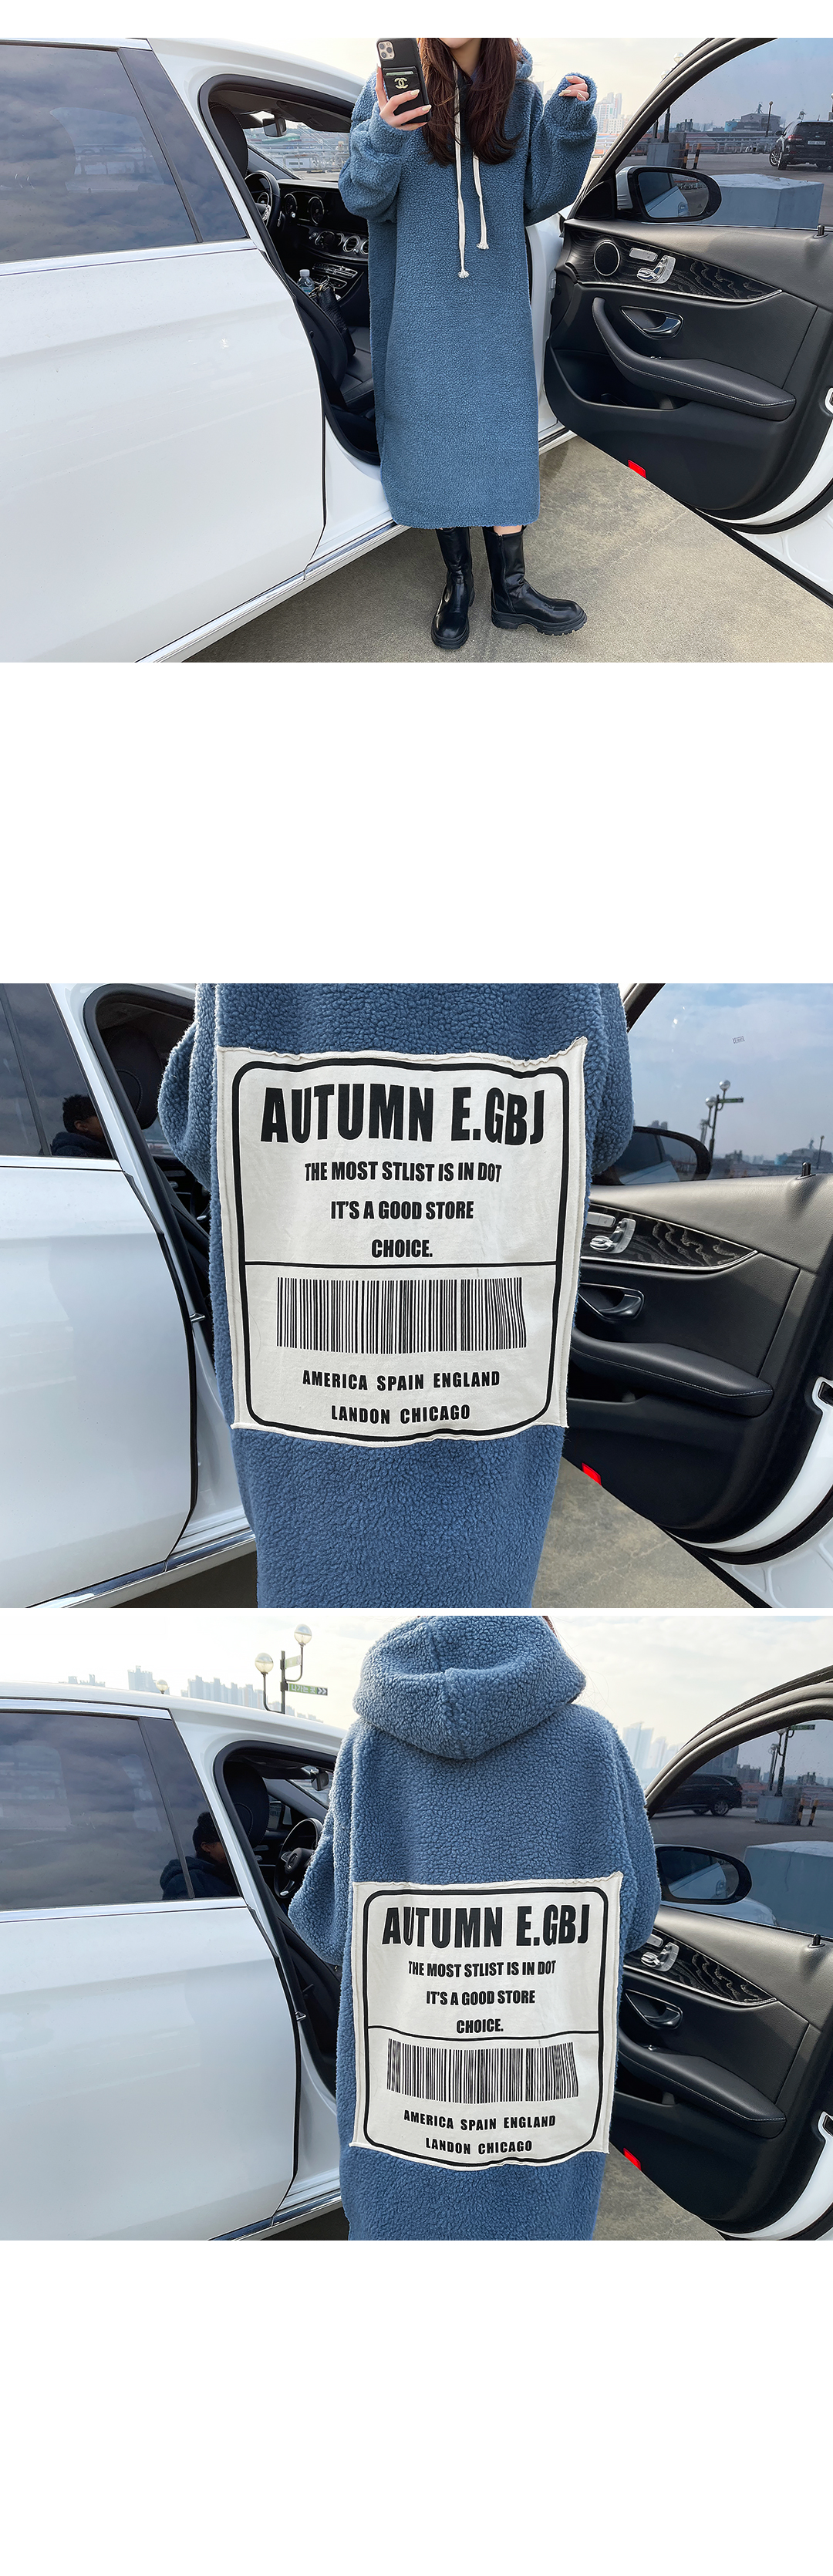 AUTUMN E.GBJ
THE MOST STLIST IS IN DOT
IT'S A GOOD STORE
CHOICE.
AMERICA SPAIN ENGLAND
LANDON CHICAGO
AUTUMN E.GBJ
THE MOST STLIST IS IN DOT
IT'S A GOOD STORE
CHOICE.
AMERICA SPAIN ENGLAND
LANDON CHICAGO